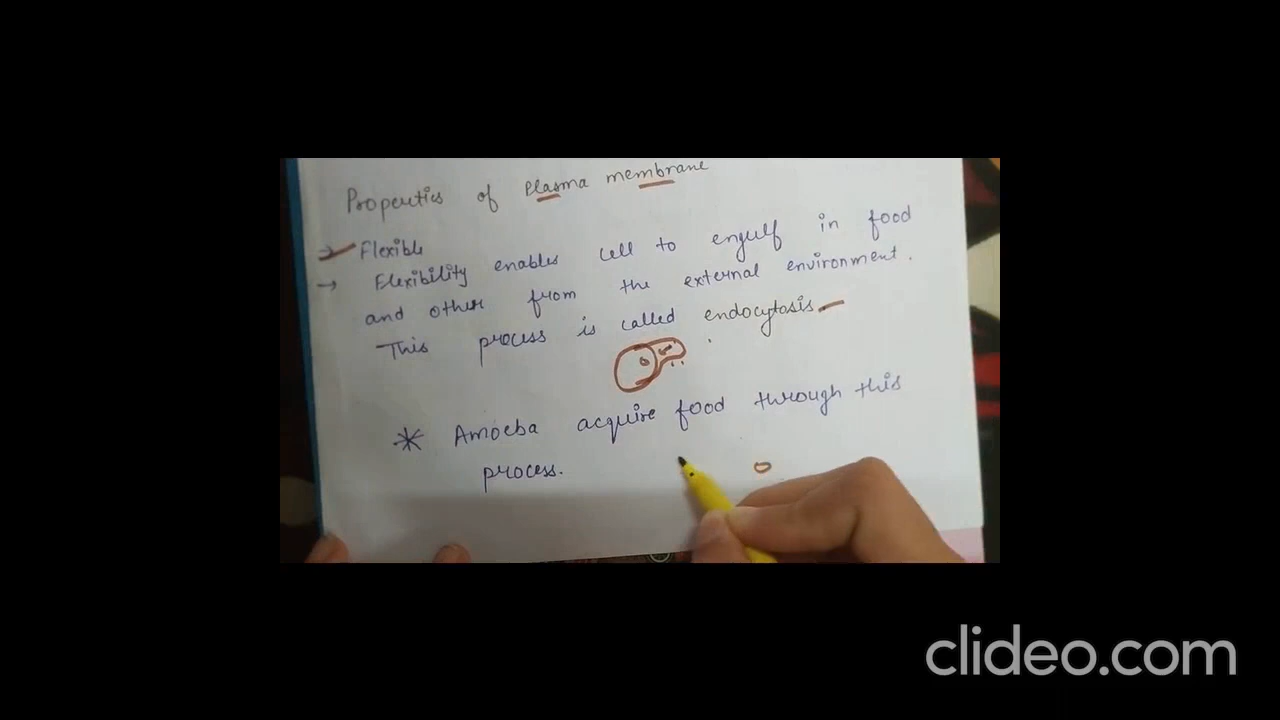 Properties of plasma membrane
→ Flexible
→ Flexibility enables cell to engulf in food
and other from the external environment.
This process is called endocytosis
* Amoeba acquire food through this
process.
clideo.com